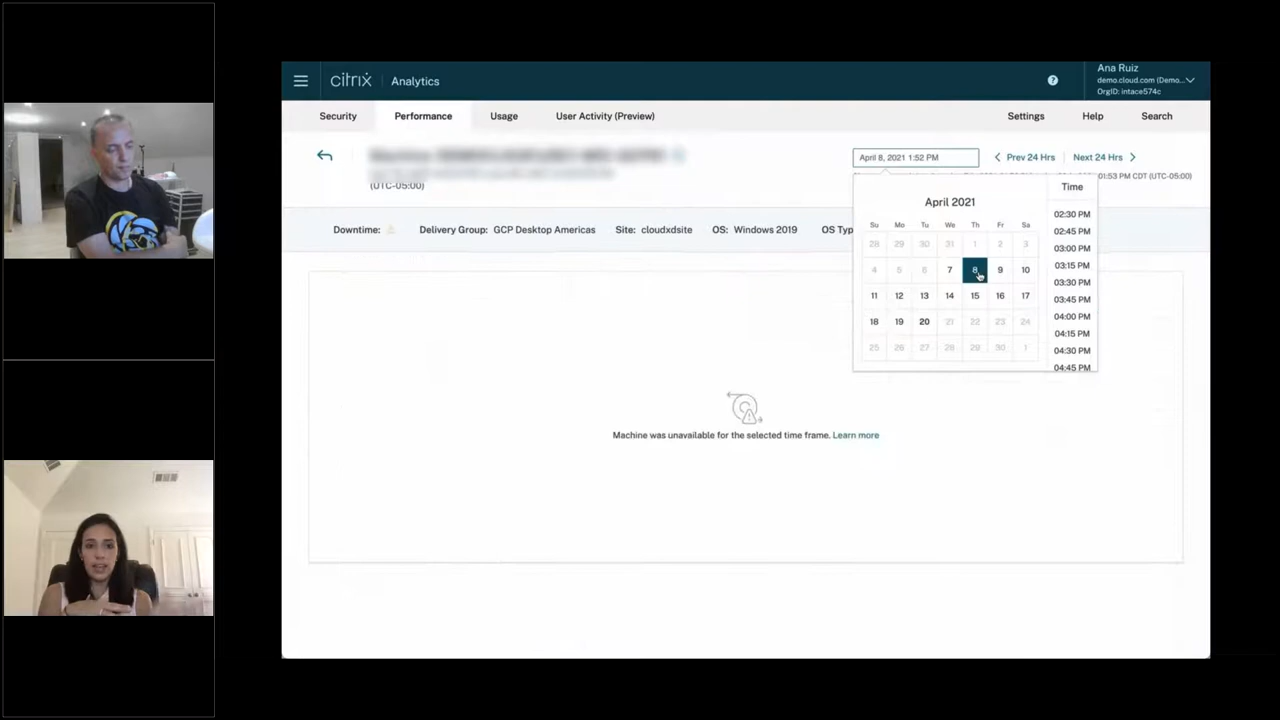 citrix | Analytics
Ana Ruiz
demo.cloud.com (Demo...
OrgID: intace574c
Security Performance Usage User Activity (Preview) Settings Help Search
April 8, 2021 1:52 PM Prev 24 Hrs Next 24 Hrs
01:53 PM CDT (UTC-05:00)
(UTC-05:00)
Downtime: Delivery Group: GCP Desktop Americas Site: cloudxdsite OS: Windows 2019 OS Typ
April 2021
Su Mo Tu We Th Fr Sa
28 29 30 31 1 2 3
4 5 6 7 8 9 10
11 12 13 14 15 16 17
18 19 20 21 22 23 24
25 26 27 28 29 30 1
Time
02:30 PM
02:45 PM
03:00 PM
03:15 PM
03:30 PM
03:45 PM
04:00 PM
04:15 PM
04:30 PM
04:45 PM
Machine was unavailable for the selected time frame. Learn more